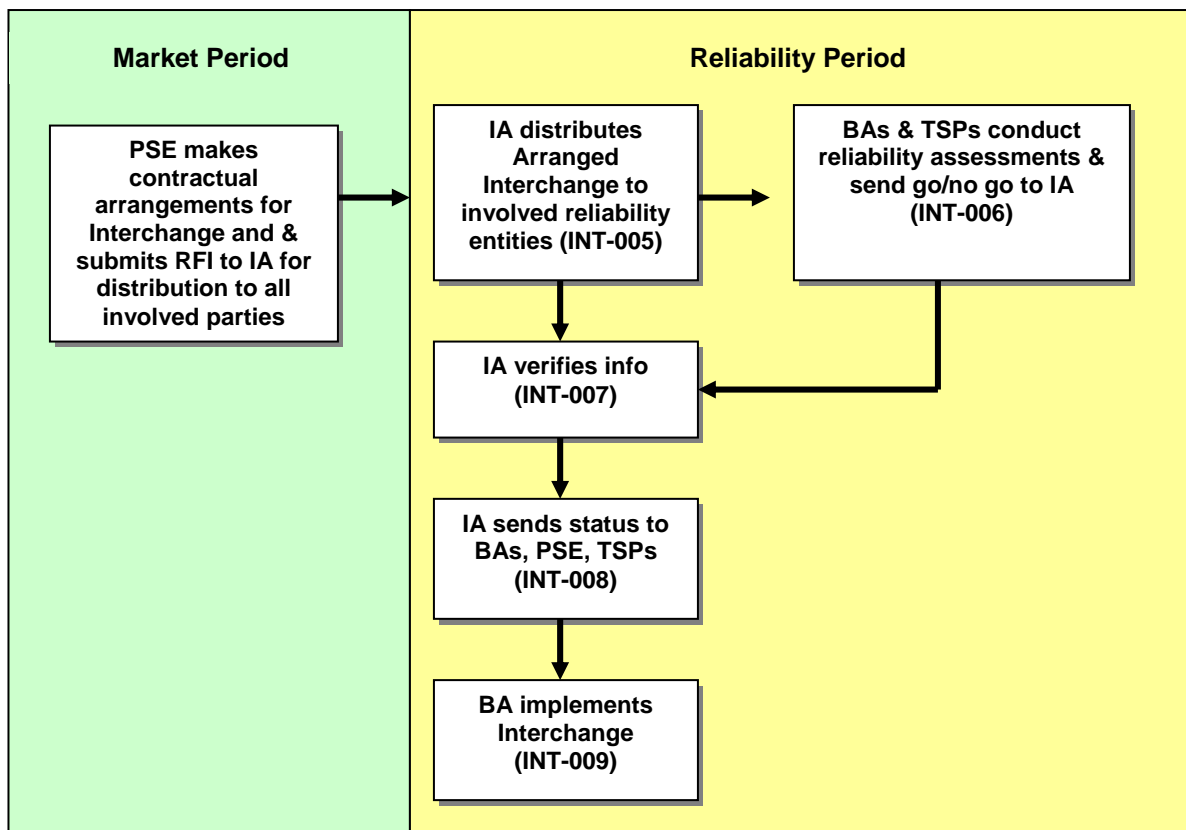 Market Period
Reliability Period
PSE makes
contractual
arrangements for
Interchange and &
submits RFI to IA for
distribution to all
involved parties
IA distributes
Arranged
Interchange to
involved reliability
entities (INT-005)
BAs & TSPs conduct
reliability assessments &
send go/no go to IA
(INT-006)
IA verifies info
(INT-007)
IA sends status to
BAs, PSE, TSPs
(INT-008)
BA implements
Interchange
(INT-009)